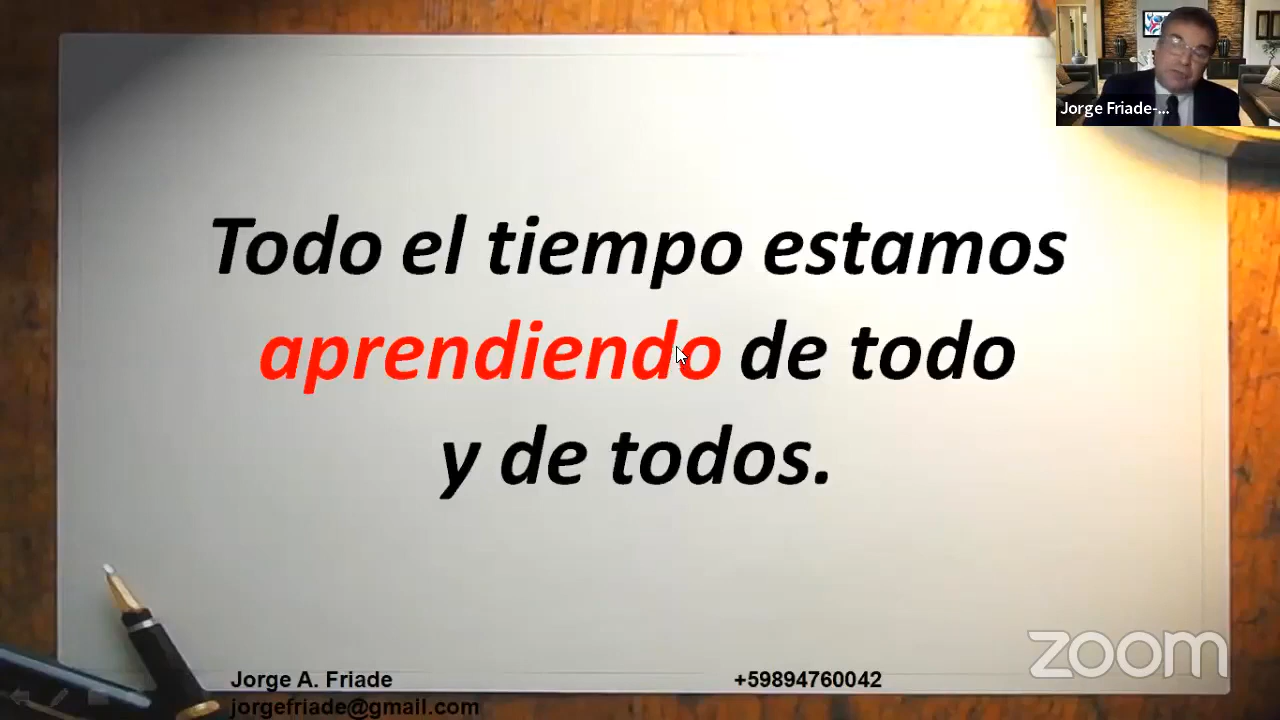 Jorge Friade-...
Todo el tiempo estamos
aprendiendo de todo
y de todos.
zoom
Jorge A. Friade
+59894760042
jorgefriade@gmail.com